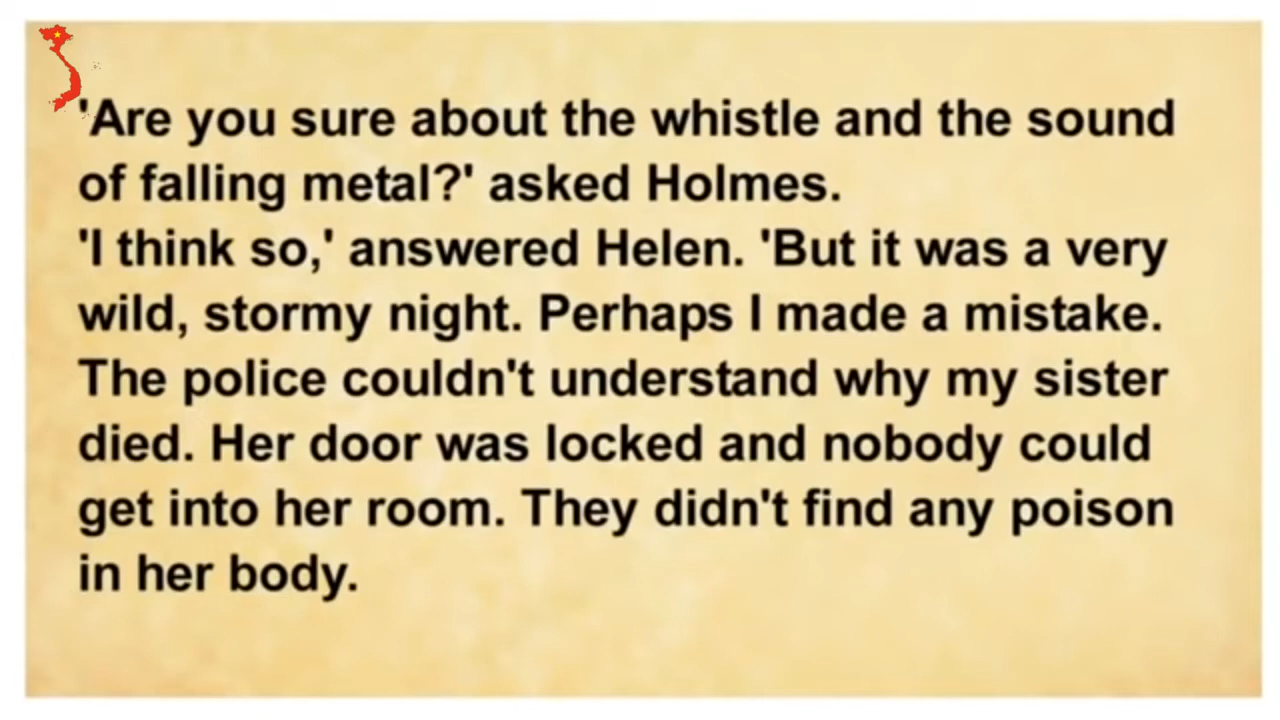 'Are you sure about the whistle and the sound
of falling metal?' asked Holmes.
'I think so,' answered Helen. 'But it was a very
wild, stormy night. Perhaps I made a mistake.
The police couldn't understand why my sister
died. Her door was locked and nobody could
get into her room. They didn't find any poison
in her body.